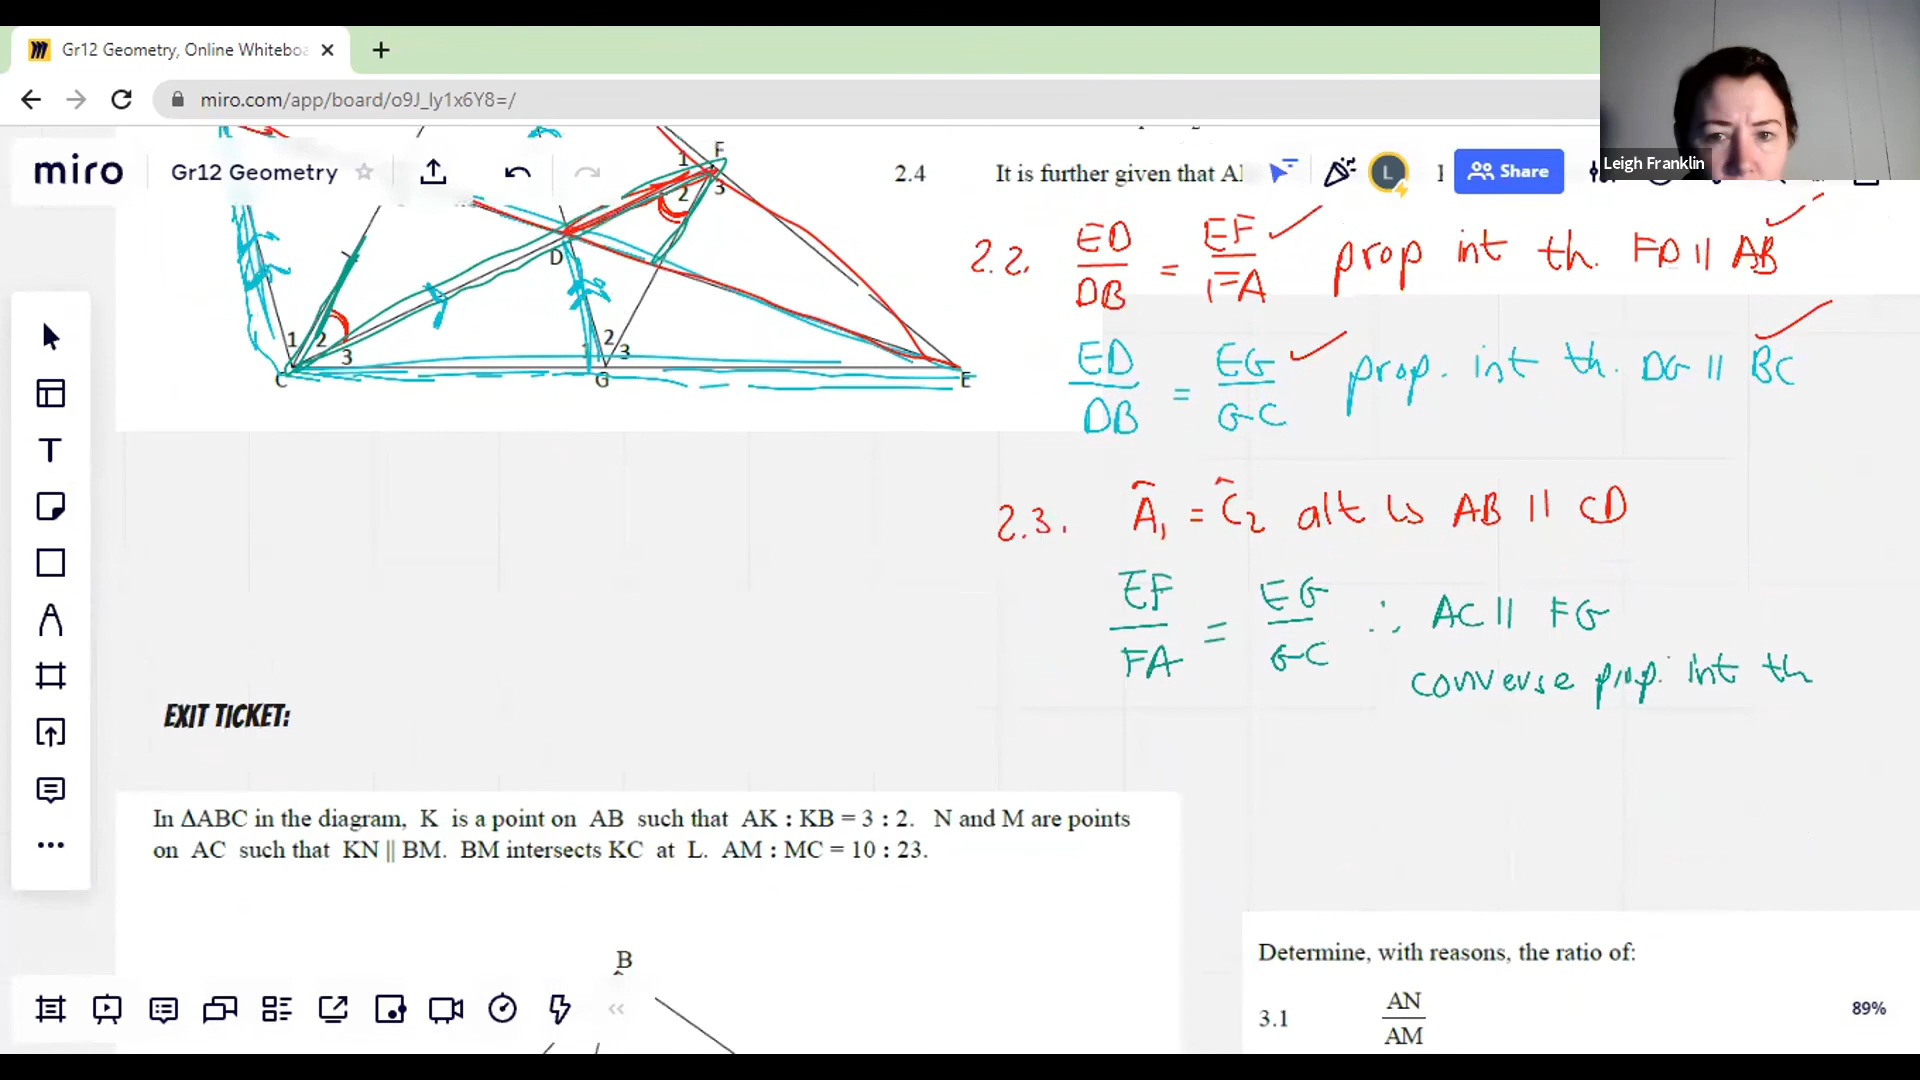 Gr12 Geometry, Online Whiteboa
miro.com/app/board/o9J_ly1x6Y8=/
Leigh Franklin
miro
Gr12 Geometry
Share
L
2.4 It is further given that
F
1
2
3
D
1 2
3
2
3
C
G
E
2.2. ED/DB = EF/FA prop int th. FD || AB
ED/DB = EG/GC prop. int th. DG || BC
2.3. Â1 = Ĉ2 alt ∠s AB || CD
EF/FA = EG/GC ∴ AC || FG
converse prop. int th
EXIT TICKET:
In ΔABC in the diagram, K is a point on AB such that AK : KB = 3 : 2. N and M are points
on AC such that KN || BM. BM intersects KC at L. AM : MC = 10 : 23.
B
Determine, with reasons, the ratio of:
3.1 AN/AM
89%